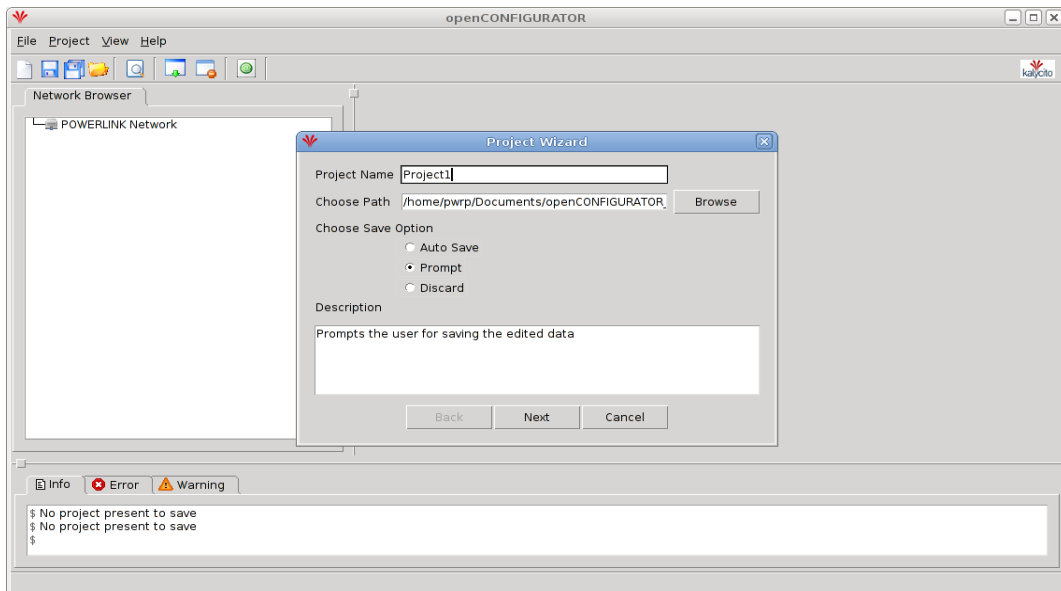 openCONFIGURATOR
File Project View Help
kalycito
Network Browser
POWERLINK Network
Project Wizard
Project Name Project1
Choose Path /home/pwrp/Documents/openCONFIGURATOR_ Browse
Choose Save Option
Auto Save
Prompt
Discard
Description
Prompts the user for saving the edited data
Back Next Cancel
Info Error Warning
$ No project present to save
$ No project present to save
$